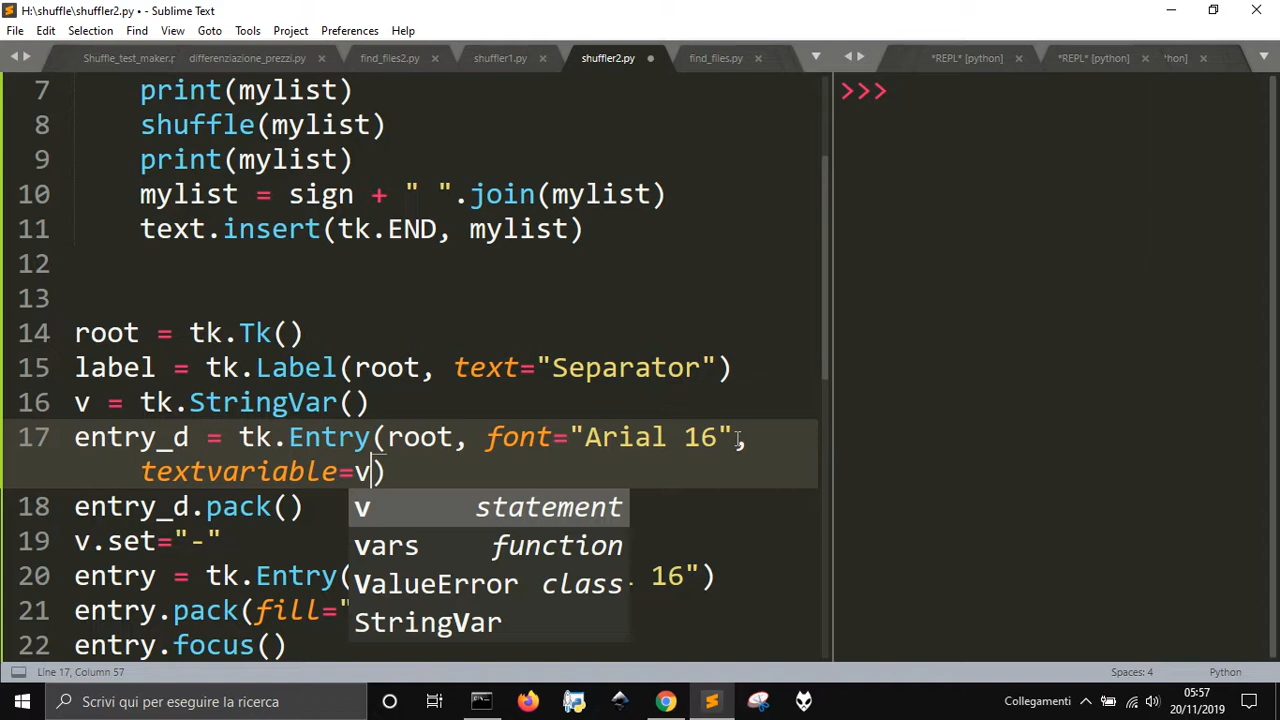 H:\shuffle\shuffler2.py • - Sublime Text
File Edit Selection Find View Goto Tools Project Preferences Help
Shuffle_test_maker.p differenziazione_prezzi.py × find_files2.py × shuffler1.py × shuffler2.py find_files.py × *REPL* [python] × *REPL* [python] × 'hon] ×
7 print(mylist)
8 shuffle(mylist)
9 print(mylist)
10 mylist = sign + " ".join(mylist)
11 text.insert(tk.END, mylist)
12
13
14 root = tk.Tk()
15 label = tk.Label(root, text="Separator")
16 v = tk.StringVar()
17 entry_d = tk.Entry(root, font="Arial 16",
textvariable=v)
18 entry_d.pack()
19 v.set="-"
20 entry = tk.Entry( 16")
21 entry.pack(fill="
22 entry.focus()
v statement
vars function
ValueError class
StringVar
>>>
Line 17, Column 57 Spaces: 4 Python
Scrivi qui per eseguire la ricerca
Collegamenti
05:57
20/11/2019